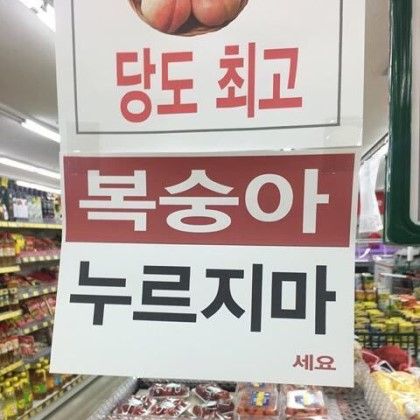 당도 최고
복숭아
누르지마
세요